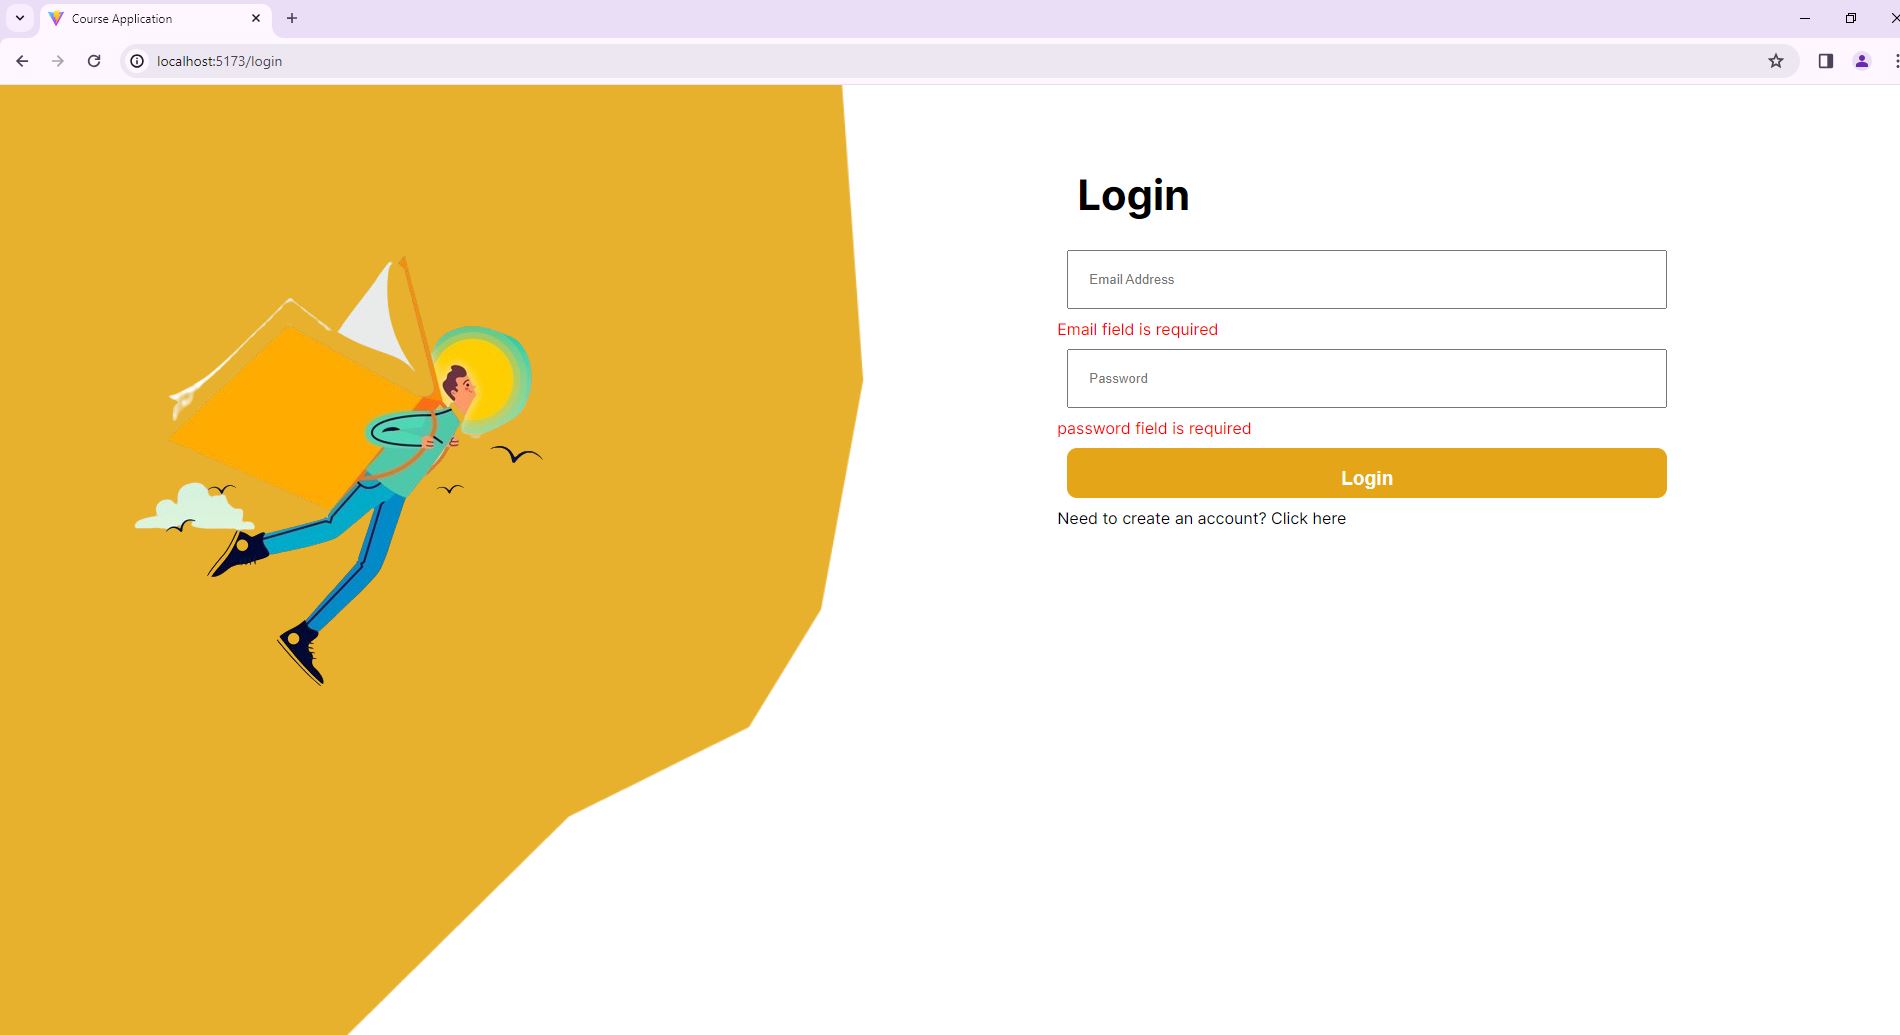 Course Application
localhost:5173/login
Login
Email Address
Email field is required
Password
password field is required
Login
Need to create an account? Click here